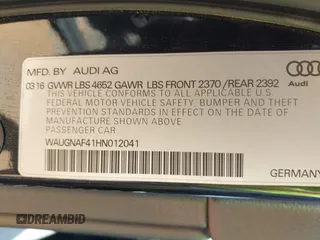 MFD. BY AUDI AG
03 16 GVWR LBS 4652 GAWR LBS FRONT 2370 / REAR 2392
THIS VEHICLE CONFORMS TO ALL APPLICABLE U.S.
FEDERAL MOTOR VEHICLE SAFETY, BUMPER AND THEFT
PREVENTION STANDARDS IN EFFECT ON THE DATE OF
MANUFACTURE SHOWN ABOVE.
PASSENGER CAR
Audi
WAUGNAF41HN012041
GERMANY
DREAMBID